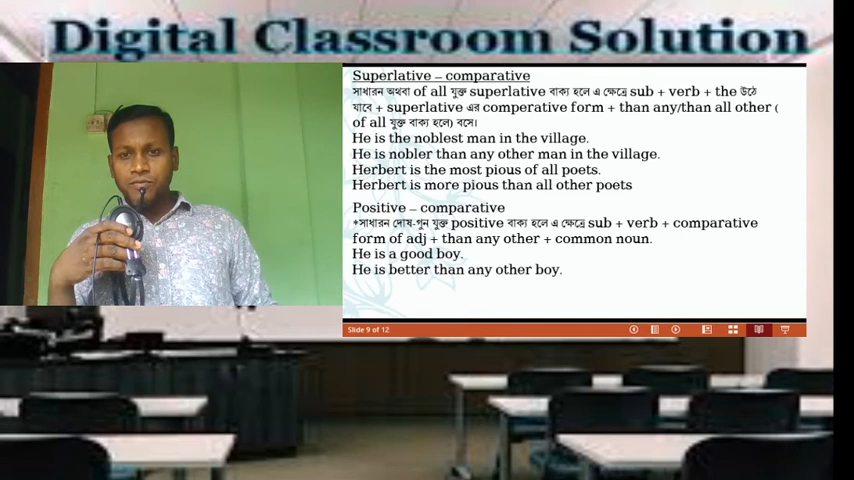 Digital Classroom Solution
Superlative – comparative
সাধারন অথবা of all যুক্ত superlative বাক্য হলে এ ক্ষেত্রে sub + verb + the উঠে
যাবে + superlative এর comperative form + than any/than all other (
of all যুক্ত বাক্য হলে) বসে।
He is the noblest man in the village.
He is nobler than any other man in the village.
Herbert is the most pious of all poets.
Herbert is more pious than all other poets
Positive – comparative
*সাধারন দোষ-গুন যুক্ত positive বাক্য হলে এ ক্ষেত্রে sub + verb + comparative
form of adj + than any other + common noun.
He is a good boy.
He is better than any other boy.
Slide 9 of 12